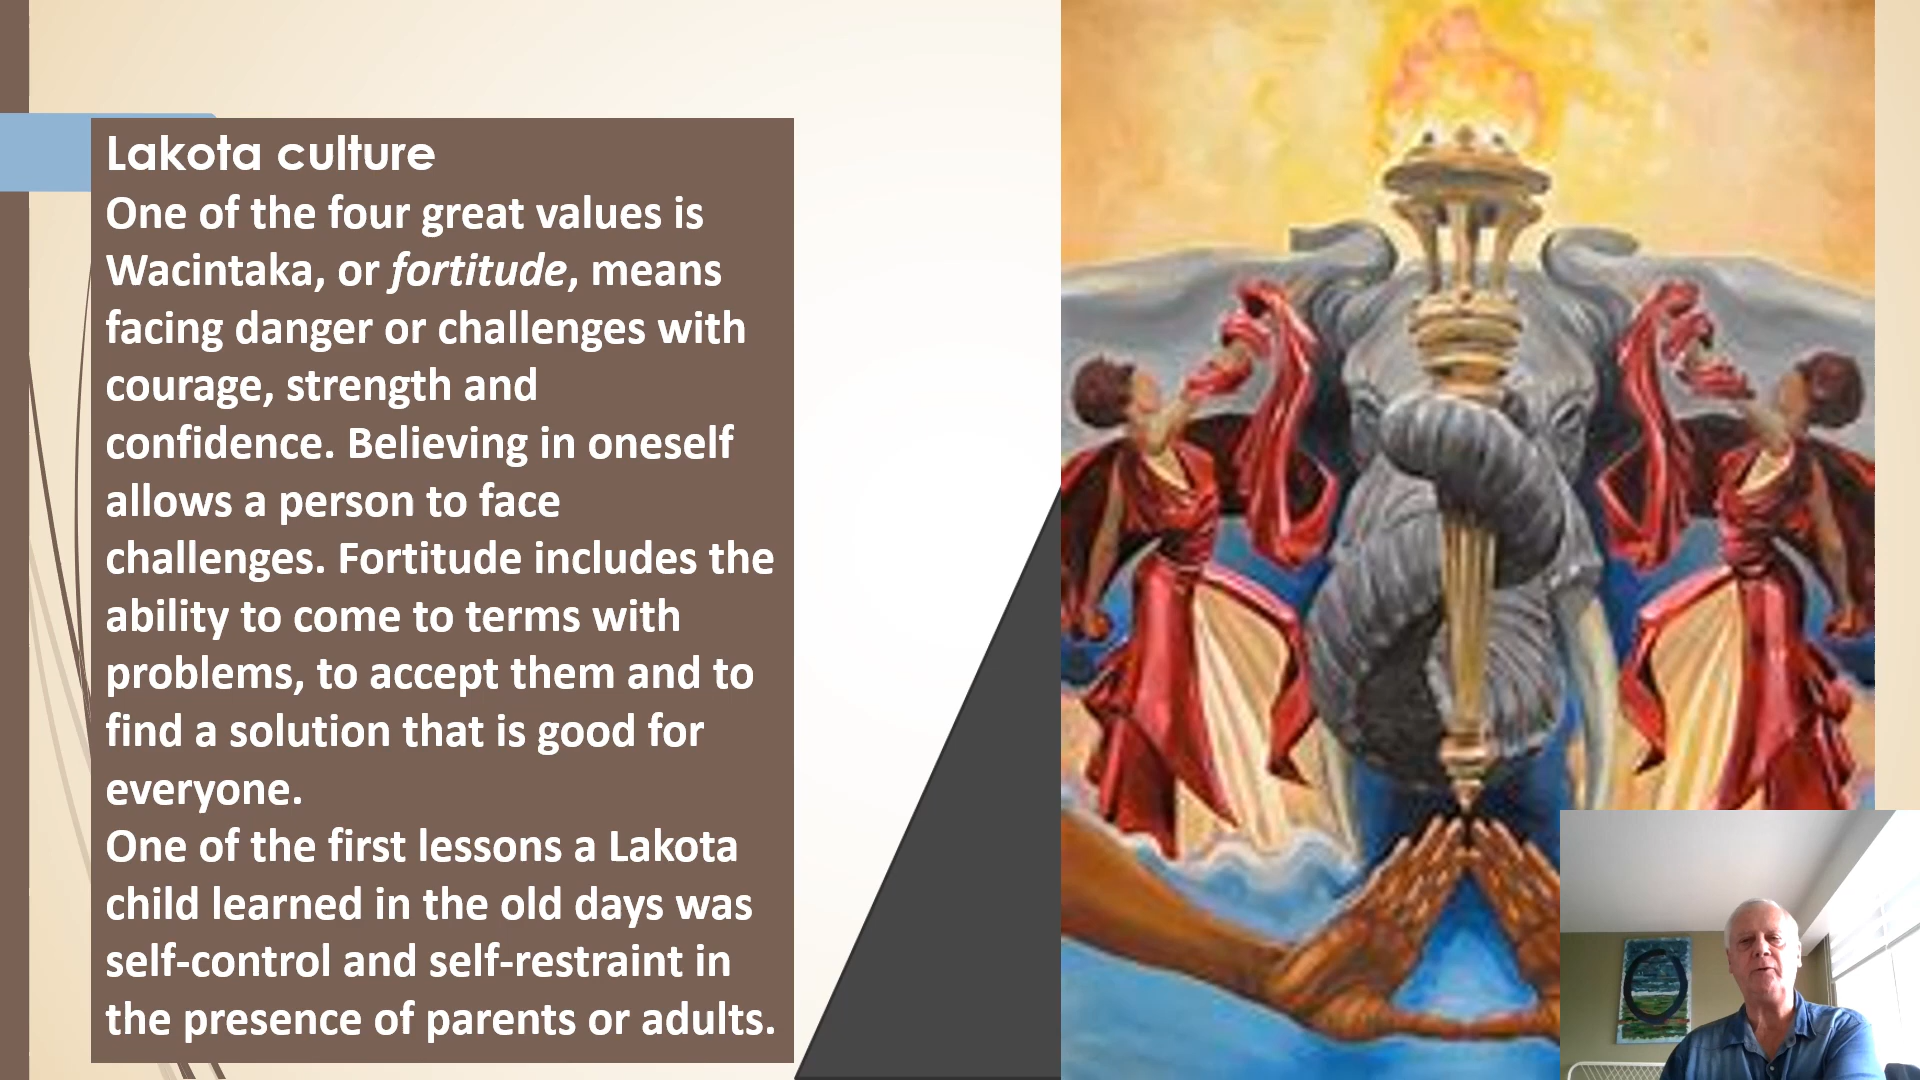 Lakota culture
One of the four great values is
Wacintaka, or fortitude, means
facing danger or challenges with
courage, strength and
confidence. Believing in oneself
allows a person to face
challenges. Fortitude includes the
ability to come to terms with
problems, to accept them and to
find a solution that is good for
everyone.
One of the first lessons a Lakota
child learned in the old days was
self-control and self-restraint in
the presence of parents or adults.